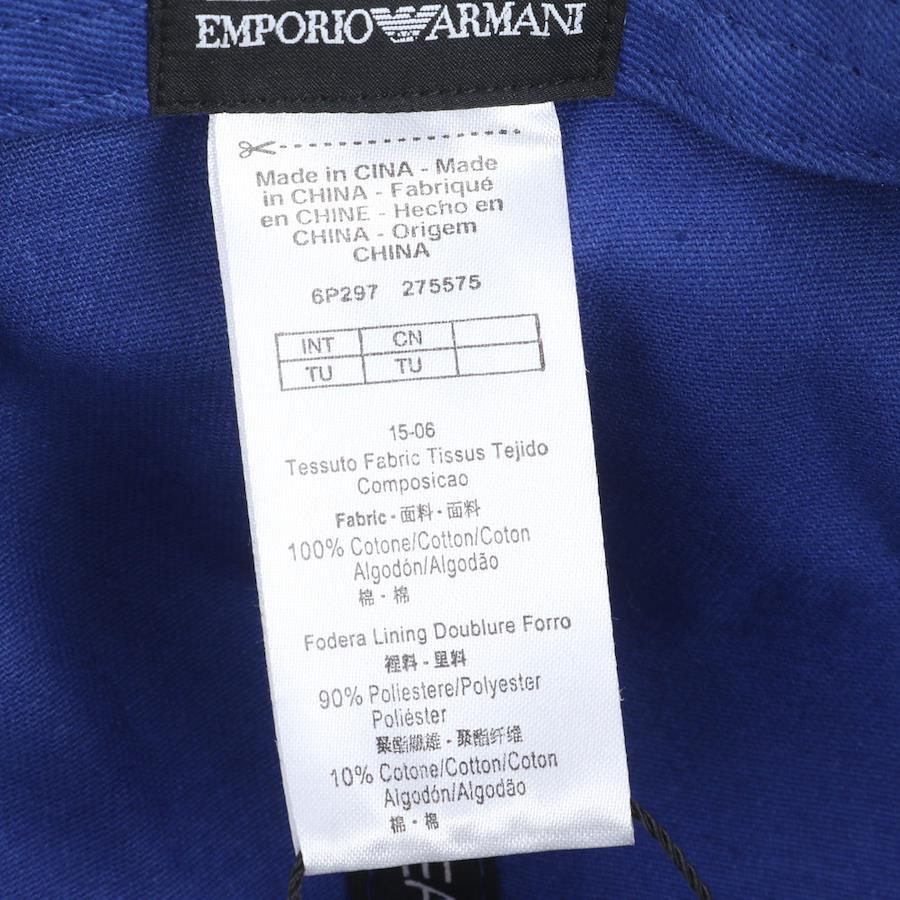 EMPORIO ARMANI
Made in CINA - Made
in CHINA - Fabriqué
en CHINE - Hecho en
CHINA - Origem
CHINA
6P297 275575
INT CN
TU TU
15-06
Tessuto Fabric Tissus Tejido
Composicao
Fabric - 面料 - 面料
100% Cotone/Cotton/Coton
Algodón/Algodão
棉 - 棉
Fodera Lining Doublure Forro
裡料 - 里料
90% Poliestere/Polyester
Poliéster
聚酯纖維 - 聚酯纤维
10% Cotone/Cotton/Coton
Algodón/Algodão
棉 - 棉